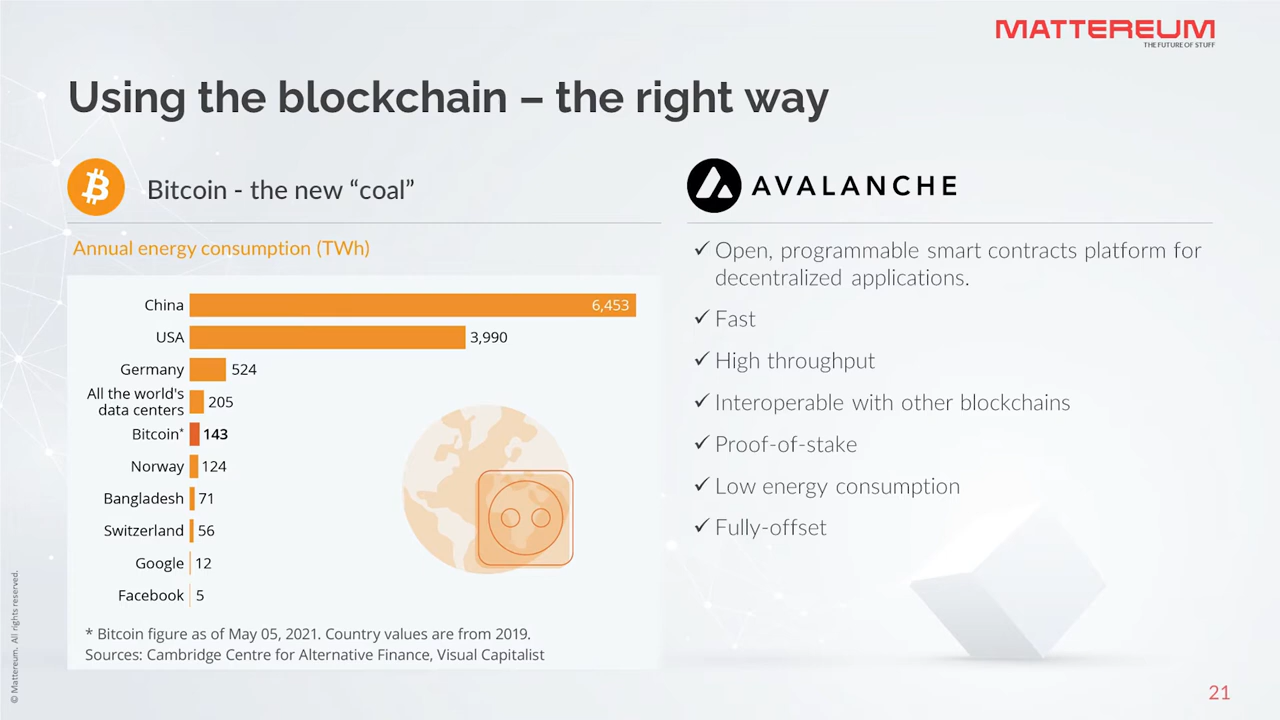 MATTEREUM
THE FUTURE OF STUFF
Using the blockchain – the right way
Bitcoin - the new “coal”
Annual energy consumption (TWh)
China 6,453
USA 3,990
Germany 524
All the world's
data centers 205
Bitcoin* 143
Norway 124
Bangladesh 71
Switzerland 56
Google 12
Facebook 5
* Bitcoin figure as of May 05, 2021. Country values are from 2019.
Sources: Cambridge Centre for Alternative Finance, Visual Capitalist
AVALANCHE
✓ Open, programmable smart contracts platform for
decentralized applications.
✓ Fast
✓ High throughput
✓ Interoperable with other blockchains
✓ Proof-of-stake
✓ Low energy consumption
✓ Fully-offset
© Mattereum. All rights reserved.
21